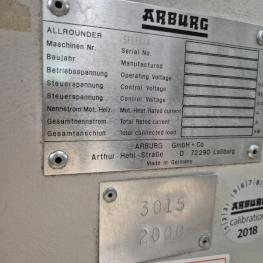 ARBURG
ALLROUNDER
Maschinen Nr. Serial No.
Baujahr Manufactured
Betriebsspannung Operating Voltage
Steuerspannung Control Voltage
Steuerspannung Control Voltage
Nennstrom Mot. Heiz. Mot. Heat. Rated current
Gesamtnennstrom Total Rated current
Gesamtanschluß Total connected load
ARBURG GmbH + Co
Arthur-Hehl-Straße D-72290 Loßburg
Made in Germany
3015
2000
ARBURG
calibration
2018